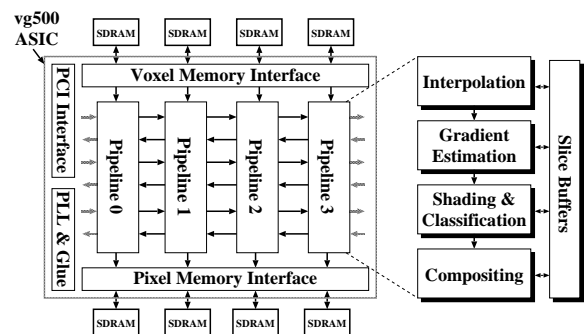 vg500
ASIC
SDRAM
SDRAM
SDRAM
SDRAM
Voxel Memory Interface
PCI Interface
PLL & Glue
Pipeline 0
Pipeline 1
Pipeline 2
Pipeline 3
Pixel Memory Interface
SDRAM
SDRAM
SDRAM
SDRAM
Interpolation
Gradient
Estimation
Shading &
Classification
Compositing
Slice Buffers